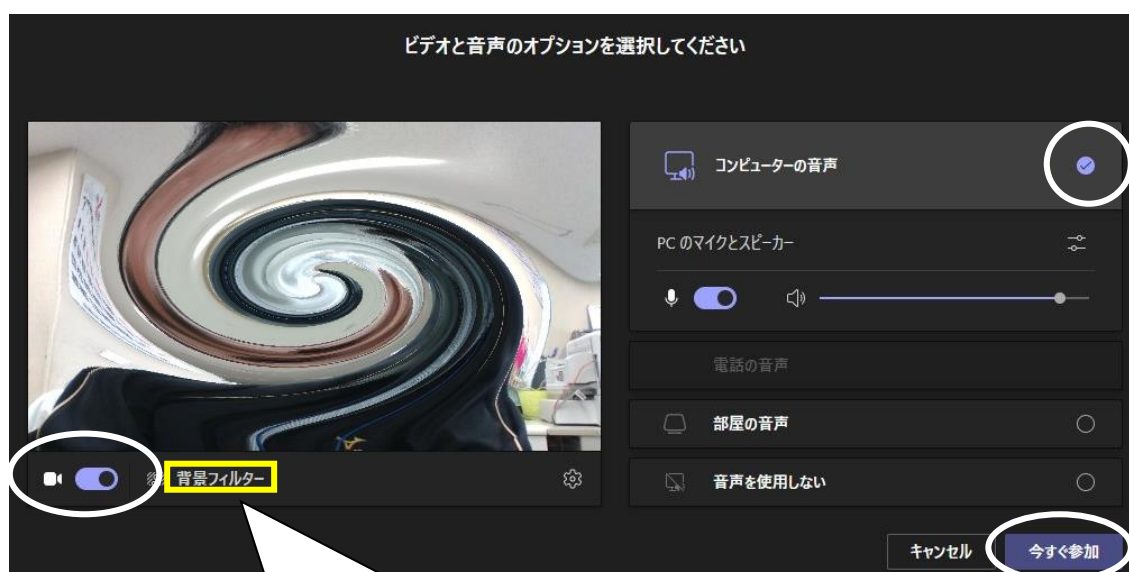 ビデオと音声のオプションを選択してください
コンピューターの音声
PC のマイクとスピーカー
電話の音声
部屋の音声
音声を使用しない
背景フィルター
キャンセル
今すぐ参加